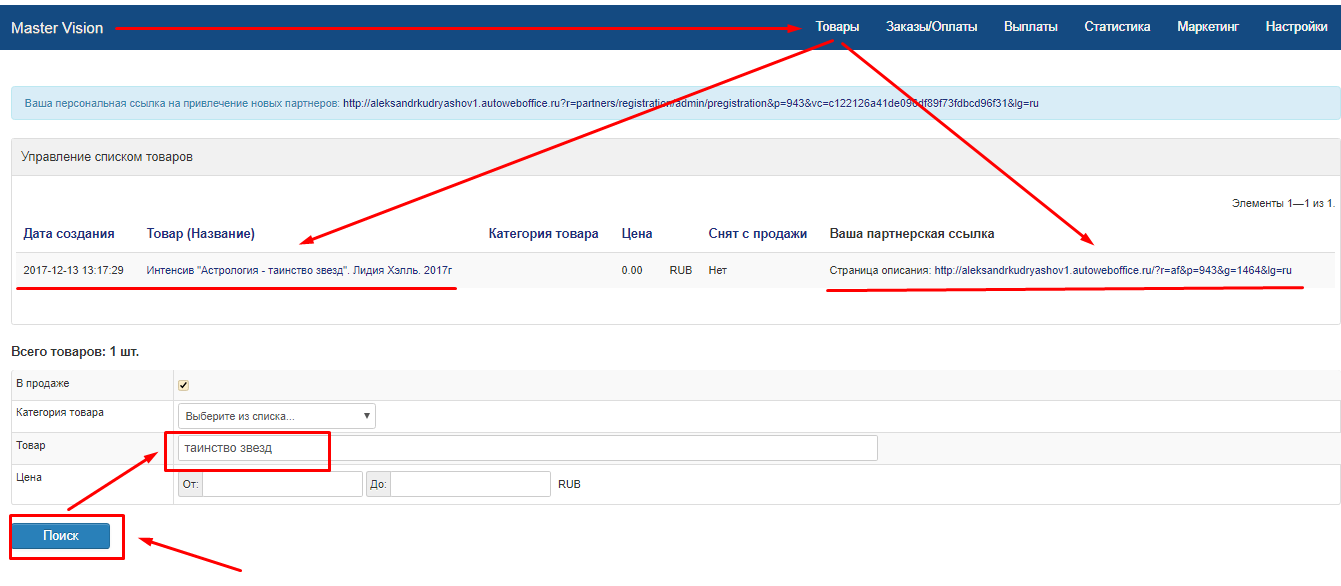 Master Vision Товары Заказы/Оплаты Выплаты Статистика Маркетинг Настройки
Ваша персональная ссылка на привлечение новых партнеров: http://aleksandrkudryashov1.autoweboffice.ru?r=partners/registration/admin/pregistration&p=943&vc=c122126a41de09 df89f73fdbcd96f31&lg=ru
Управление списком товаров
Элементы 1—1 из 1.
Дата создания Товар (Название) Категория товара Цена Снят с продажи Ваша партнерская ссылка
2017-12-13 13:17:29 Интенсив "Астрология - таинство звезд". Лидия Хэлль. 2017г 0.00 RUB Нет Страница описания: http://aleksandrkudryashov1.autoweboffice.ru/?r=af&p=943&g=1464&lg=ru
Всего товаров: 1 шт.
В продаже
Категория товара Выберите из списка...
Товар таинство звезд
Цена От: До: RUB
Поиск